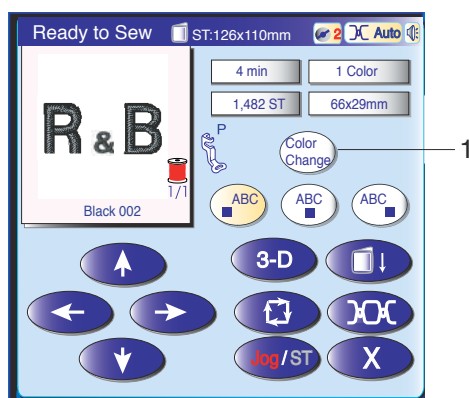 Ready to Sew ST:126x110mm 2 Auto
4 min 1 Color
R & B
1,482 ST 66x29mm
P
Color
Change
1
1/1
Black 002
ABC ABC ABC
3-D
Jog/ST X